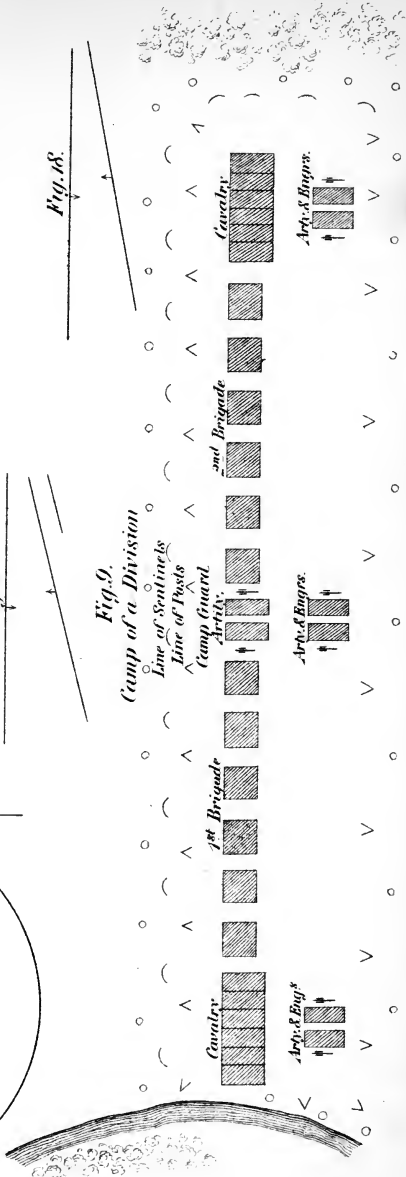 Fig. 18.
Fig. 9.
Camp of a Division
Line of Sentinels
Line of Posts
Camp Guard
Cavalry
1st Brigade
Artily.
2nd Brigade
Cavalry
Arty. & Engs
Arty. & Engrs.
Arty. & Engrs.